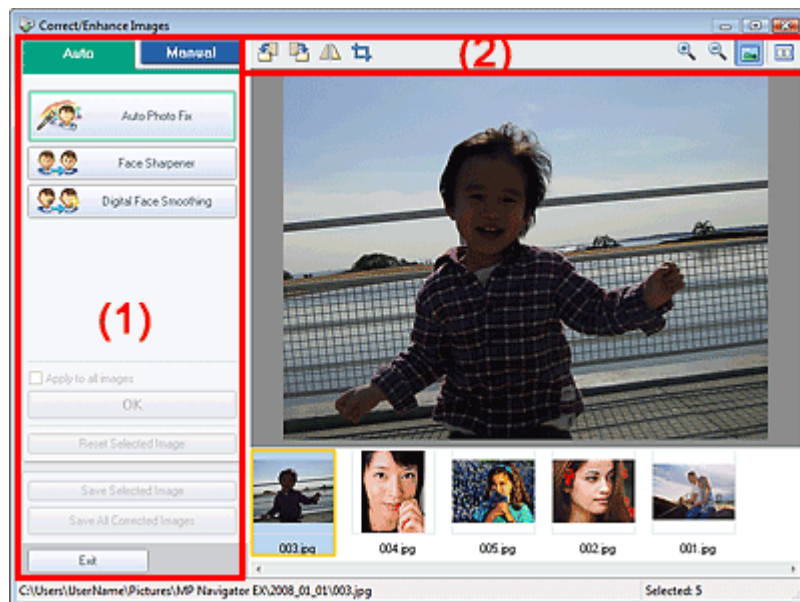 Correct/Enhance Images
Auto
Manual
(2)
Auto Photo Fix
Face Sharpener
Digital Face Smoothing
(1)
Apply to all images
OK
Reset Selected Image
Save Selected Image
Save All Corrected Images
Exit
003.jpg
004.jpg
005.jpg
002.jpg
001.jpg
C:\Users\UserName\Pictures\MP Navigator EX\2008_01_01\003.jpg
Selected: 5